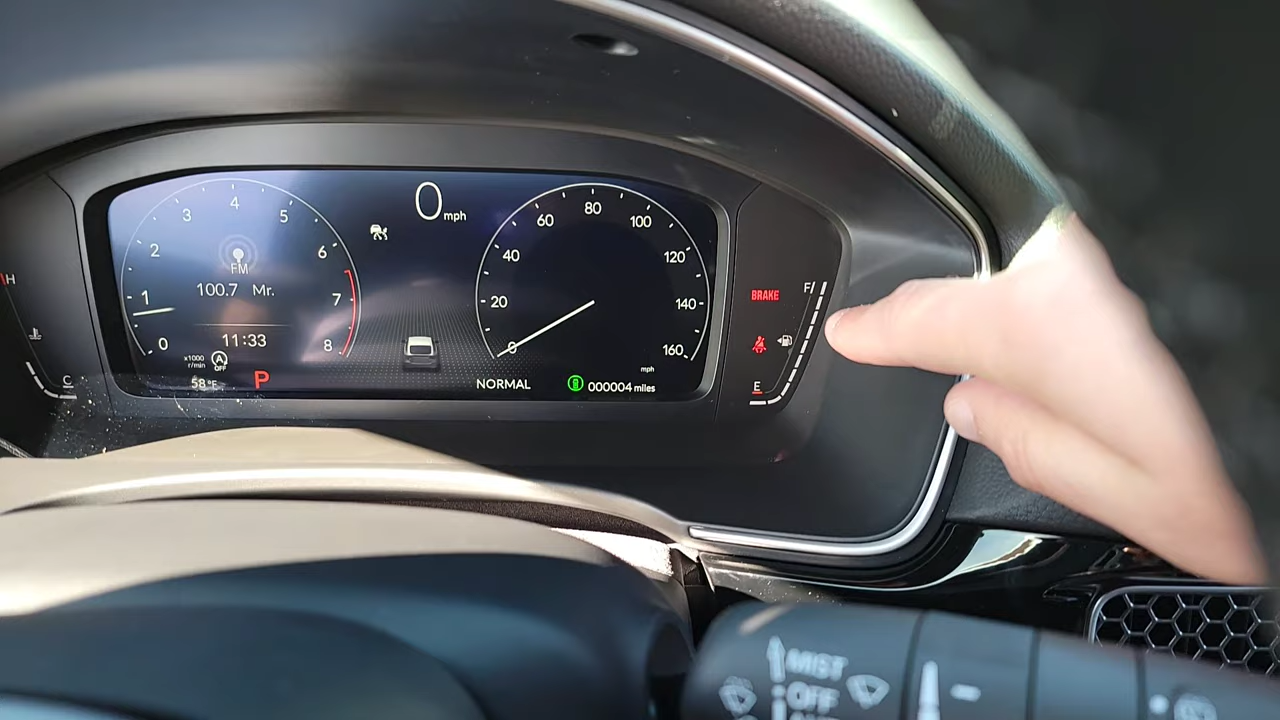 0 mph
0
1
2
3
4
5
6
7
8
FM
100.7 Mr.
11:33
x1000
r/min
A
OFF
58°F
P
0
20
40
60
80
100
120
140
160
mph
NORMAL
000004 miles
H
C
BRAKE
F
E
MIST
OFF